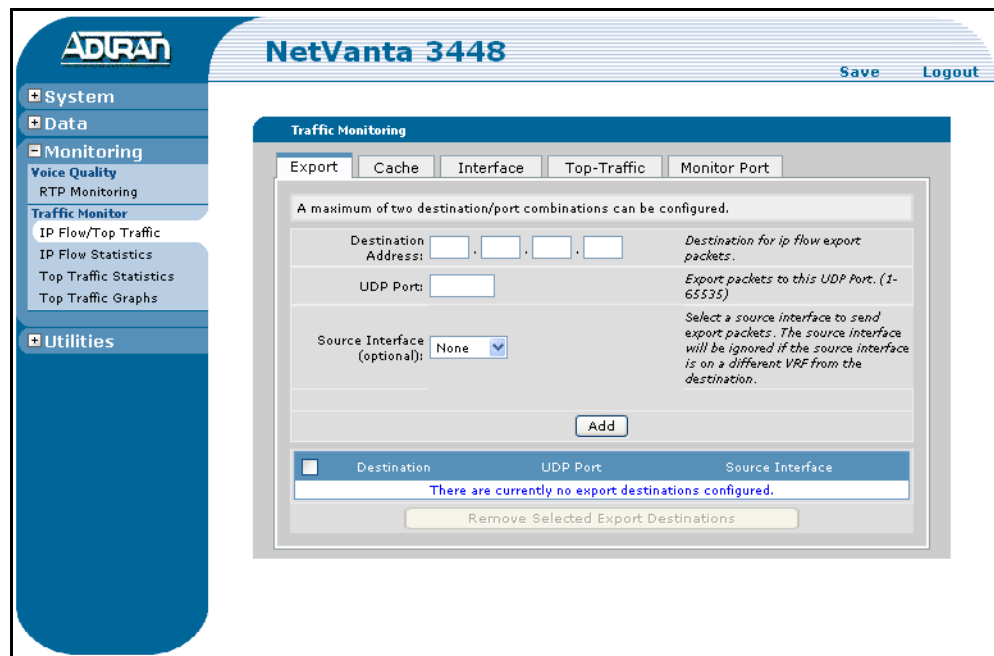 ADTRAN
NetVanta 3448
Save Logout
System
Data
Monitoring
Voice Quality
RTP Monitoring
Traffic Monitor
IP Flow/Top Traffic
IP Flow Statistics
Top Traffic Statistics
Top Traffic Graphs
Utilities
Traffic Monitoring
Export Cache Interface Top-Traffic Monitor Port
A maximum of two destination/port combinations can be configured.
Destination
Address: . . .
Destination for ip flow export
packets.
UDP Port:
Export packets to this UDP Port. (1-
65535)
Source Interface
(optional): None
Select a source interface to send
export packets. The source interface
will be ignored if the source interface
is on a different VRF from the
destination.
Add
Destination UDP Port Source Interface
There are currently no export destinations configured.
Remove Selected Export Destinations